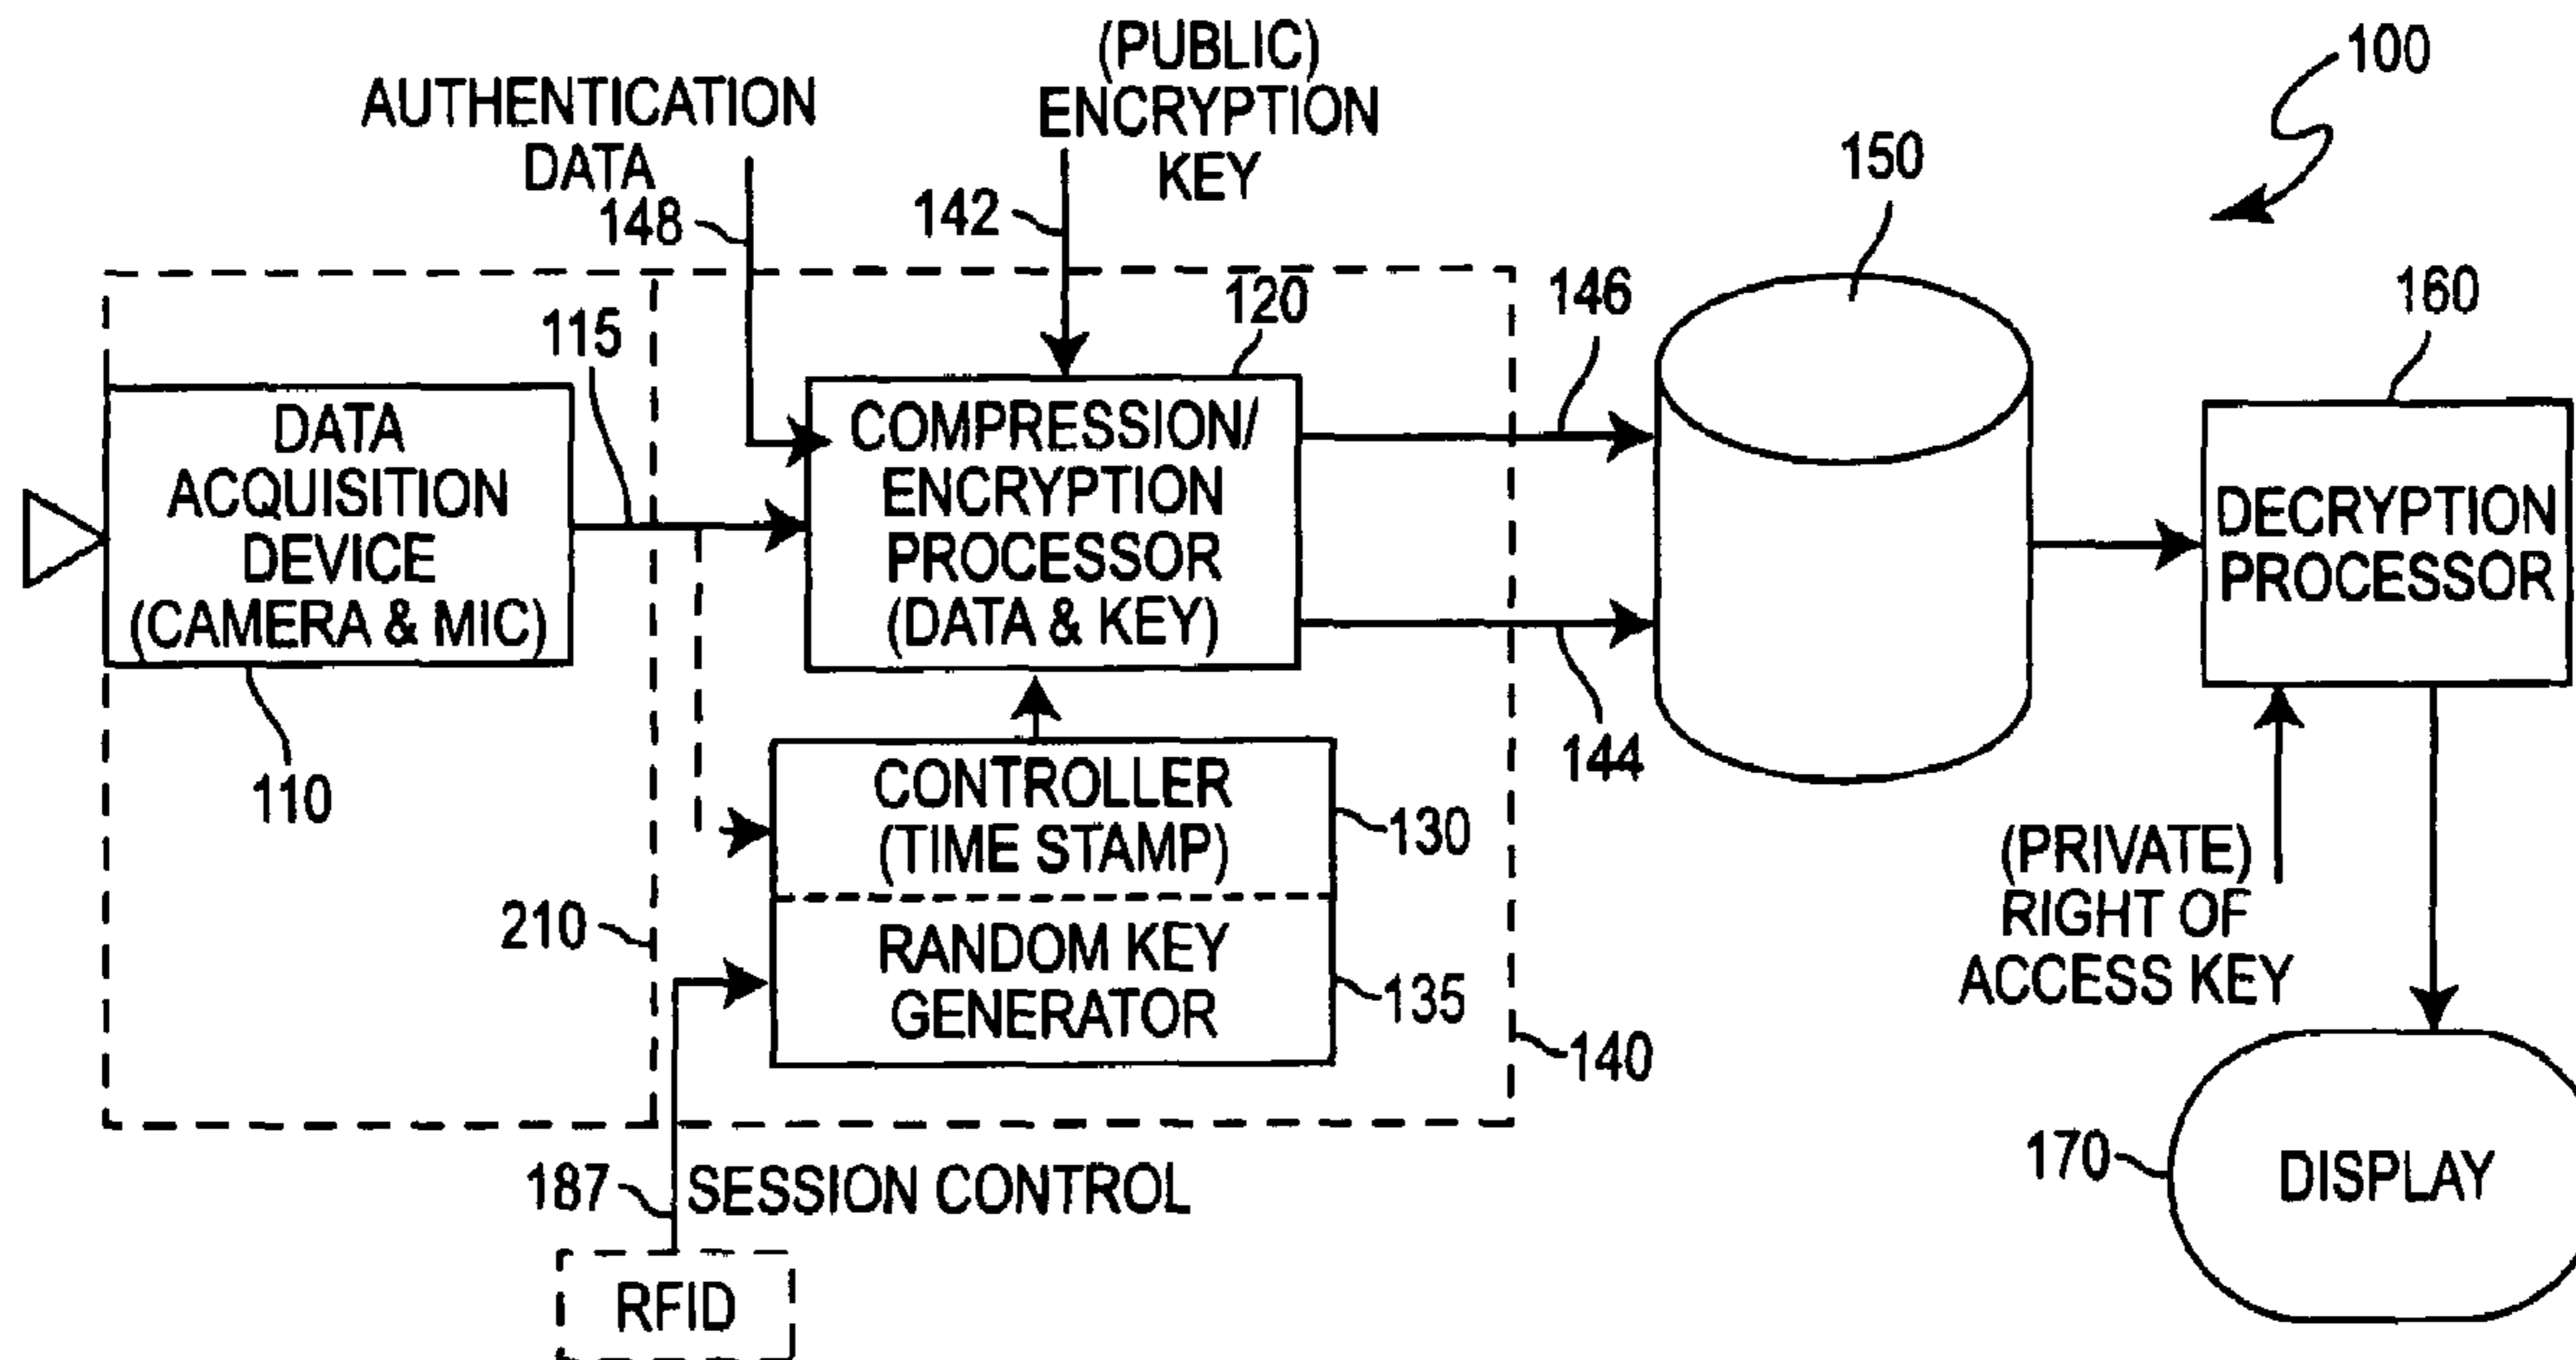 (PUBLIC)
ENCRYPTION
KEY
AUTHENTICATION
DATA
100
150
148
142
120
146
160
115
DATA
ACQUISITION
DEVICE
(CAMERA & MIC)
COMPRESSION/
ENCRYPTION
PROCESSOR
(DATA & KEY)
DECRYPTION
PROCESSOR
110
144
CONTROLLER
(TIME STAMP)
130
RANDOM KEY
GENERATOR
135
210
140
(PRIVATE)
RIGHT OF
ACCESS KEY
187
SESSION CONTROL
RFID
170
DISPLAY